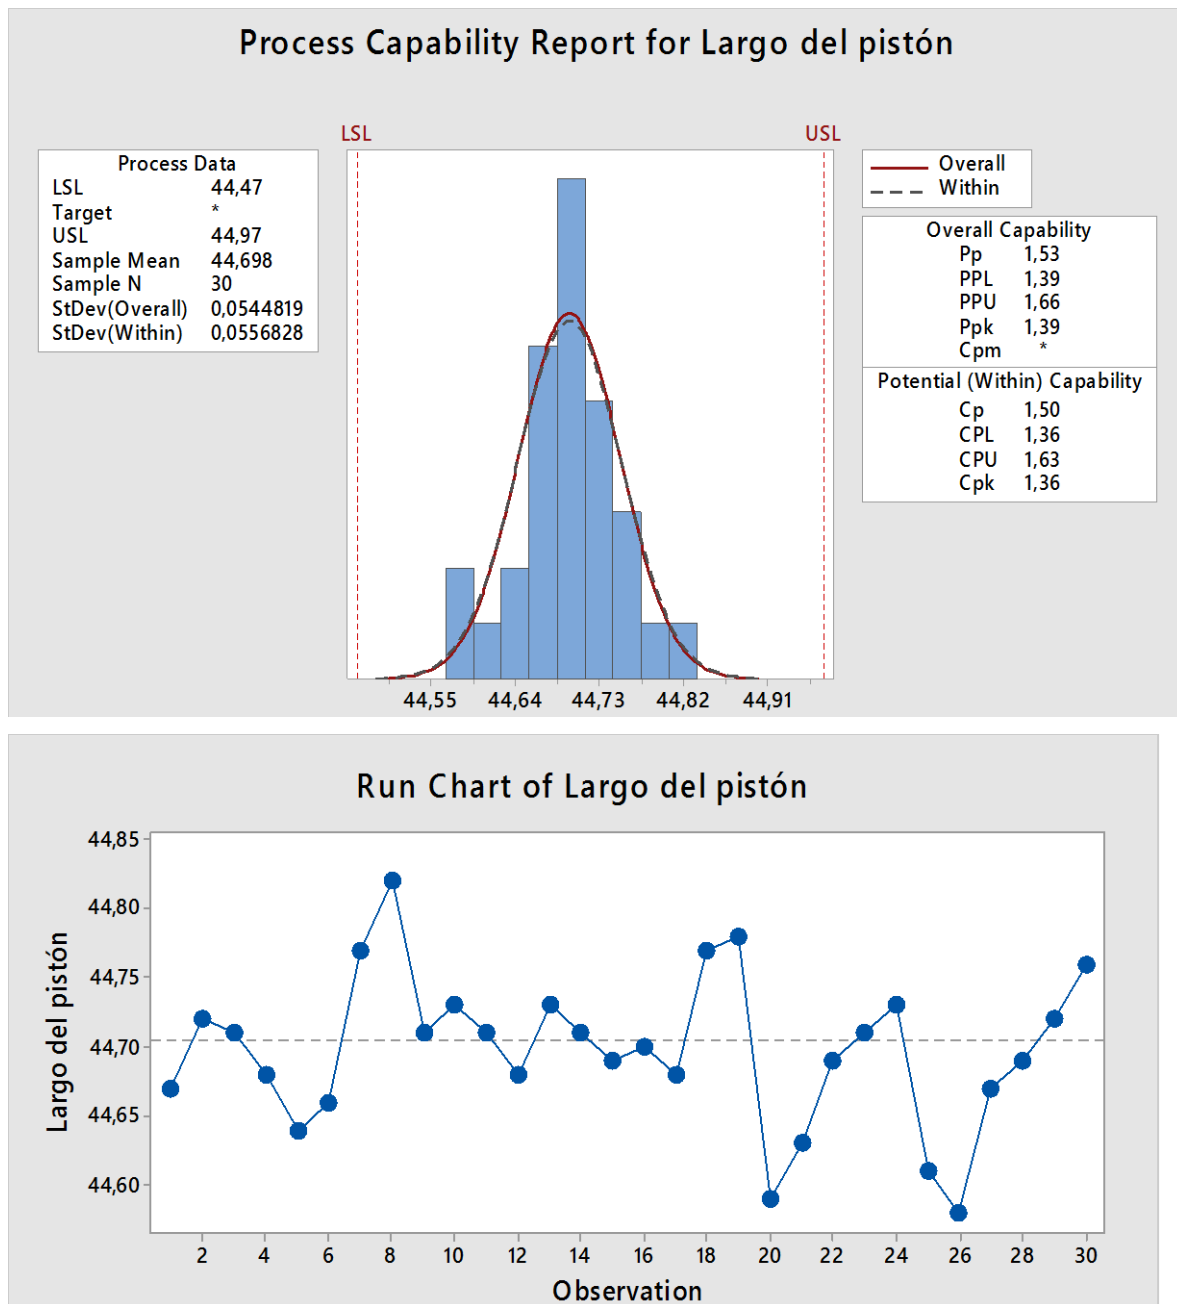 Process Capability Report for Largo del pistón
LSL
USL
Process Data
LSL 44,47
Target *
USL 44,97
Sample Mean 44,698
Sample N 30
StDev(Overall) 0,0544819
StDev(Within) 0,0556828
Overall
Within
Overall Capability
Pp 1,53
PPL 1,39
PPU 1,66
Ppk 1,39
Cpm *
Potential (Within) Capability
Cp 1,50
CPL 1,36
CPU 1,63
Cpk 1,36
44,55 44,64 44,73 44,82 44,91
Run Chart of Largo del pistón
Largo del pistón
44,85
44,80
44,75
44,70
44,65
44,60
2 4 6 8 10 12 14 16 18 20 22 24 26 28 30
Observation